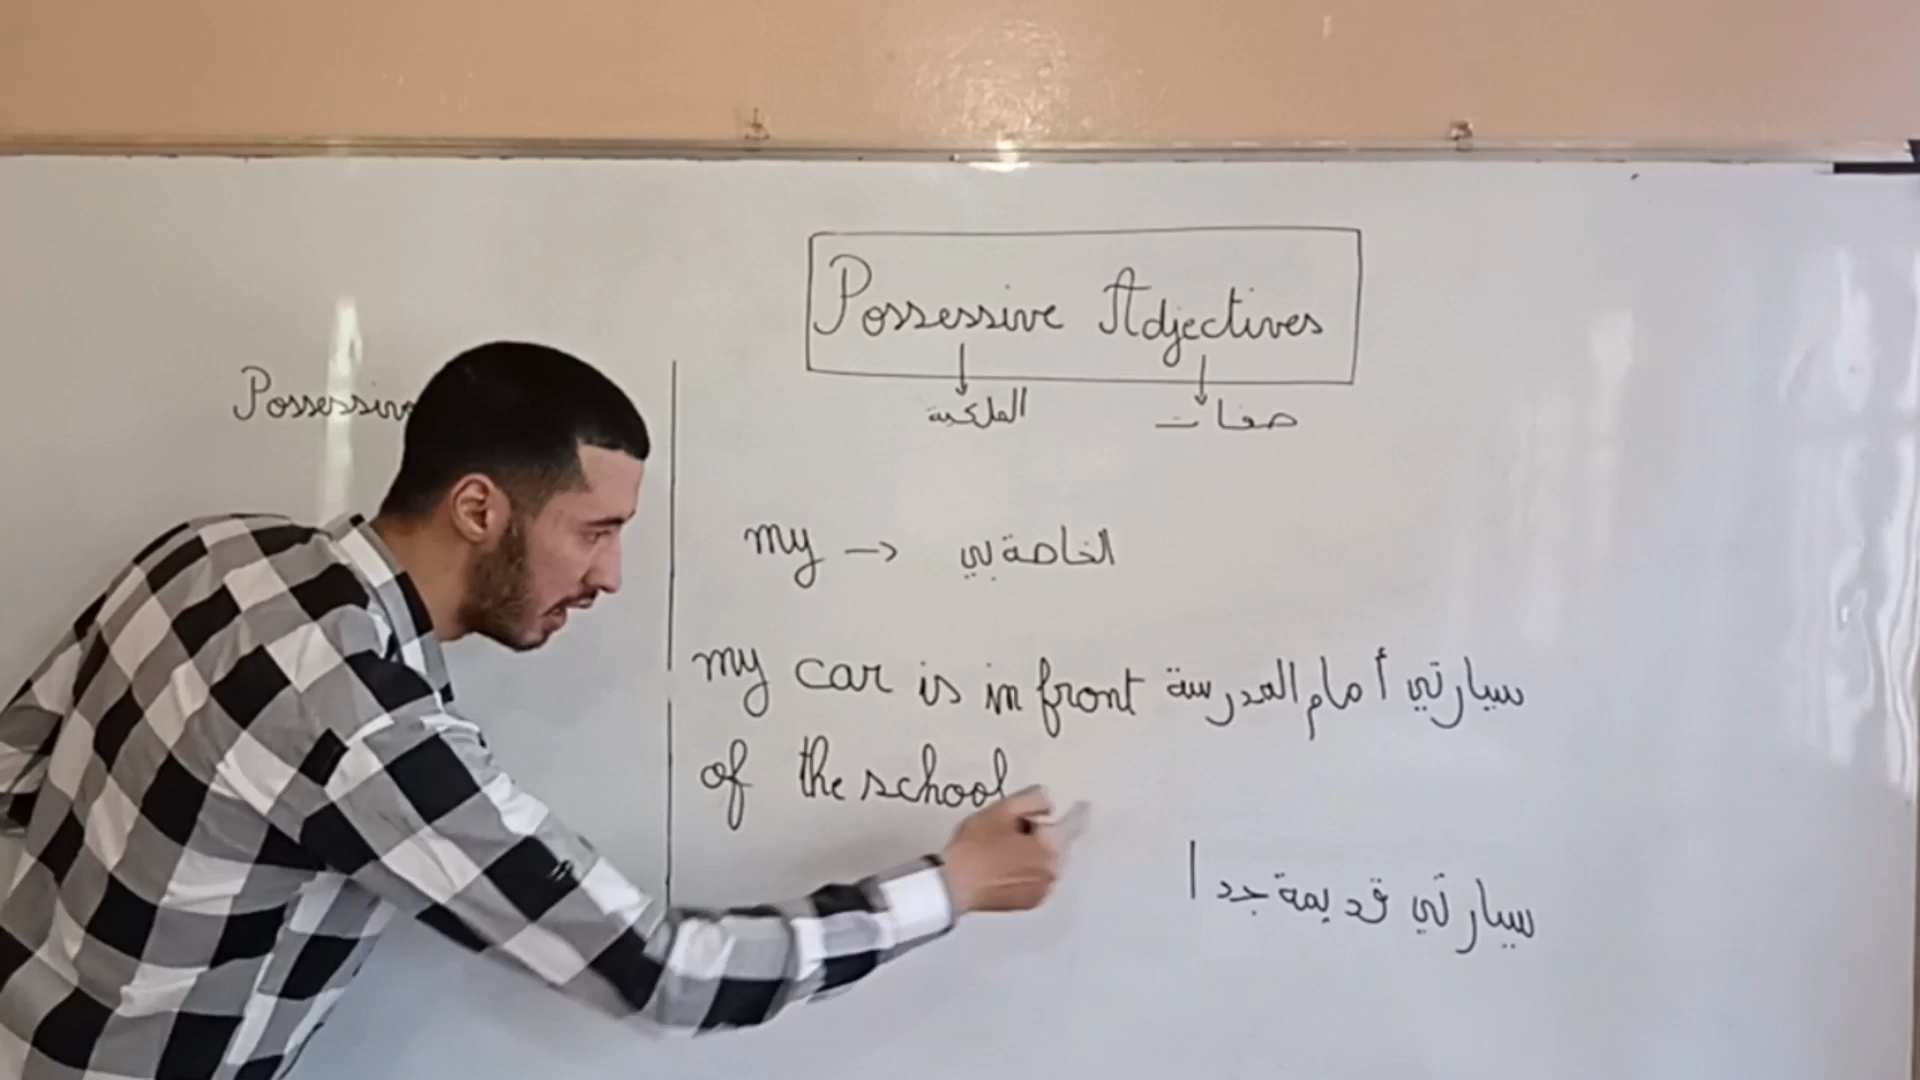 Possessive Adjectives
الملكية صفات
Possessive
my → الخاصة بي
my car is in front سيارتي أمام المدرسة
of the school
سيارتي قديمة جدا